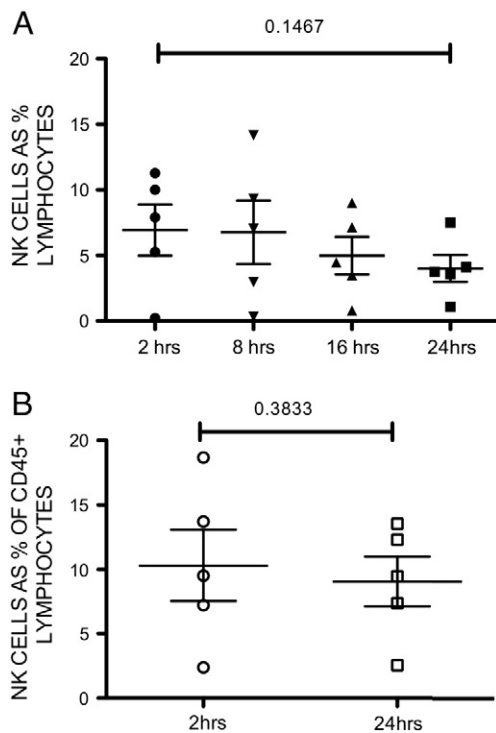 A
0.1467
NK CELLS AS %
LYMPHOCYTES
20
15
10
5
0
2 hrs 8 hrs 16 hrs 24hrs
B
0.3833
NK CELLS AS % OF CD45+
LYMPHOCYTES
20
15
10
5
0
2hrs 24hrs